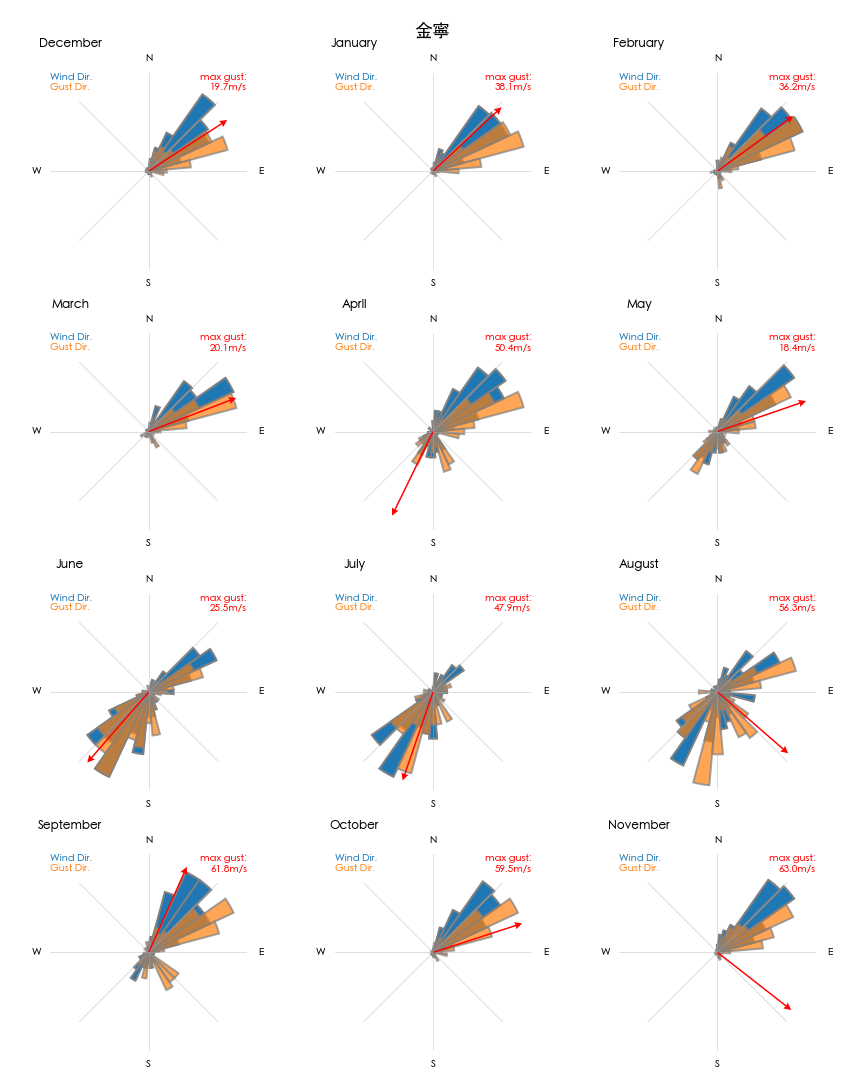 金寧
December
N
Wind Dir.
Gust Dir.
max gust:
19.7m/s
W
E
S
January
N
Wind Dir.
Gust Dir.
max gust:
38.1m/s
W
E
S
February
N
Wind Dir.
Gust Dir.
max gust:
36.2m/s
W
E
S
March
N
Wind Dir.
Gust Dir.
max gust:
20.1m/s
W
E
S
April
N
Wind Dir.
Gust Dir.
max gust:
50.4m/s
W
E
S
May
N
Wind Dir.
Gust Dir.
max gust:
18.4m/s
W
E
S
June
N
Wind Dir.
Gust Dir.
max gust:
25.5m/s
W
E
S
July
N
Wind Dir.
Gust Dir.
max gust:
47.9m/s
W
E
S
August
N
Wind Dir.
Gust Dir.
max gust:
56.3m/s
W
E
S
September
N
Wind Dir.
Gust Dir.
max gust:
61.8m/s
W
E
S
October
N
Wind Dir.
Gust Dir.
max gust:
59.5m/s
W
E
S
November
N
Wind Dir.
Gust Dir.
max gust:
63.0m/s
W
E
S